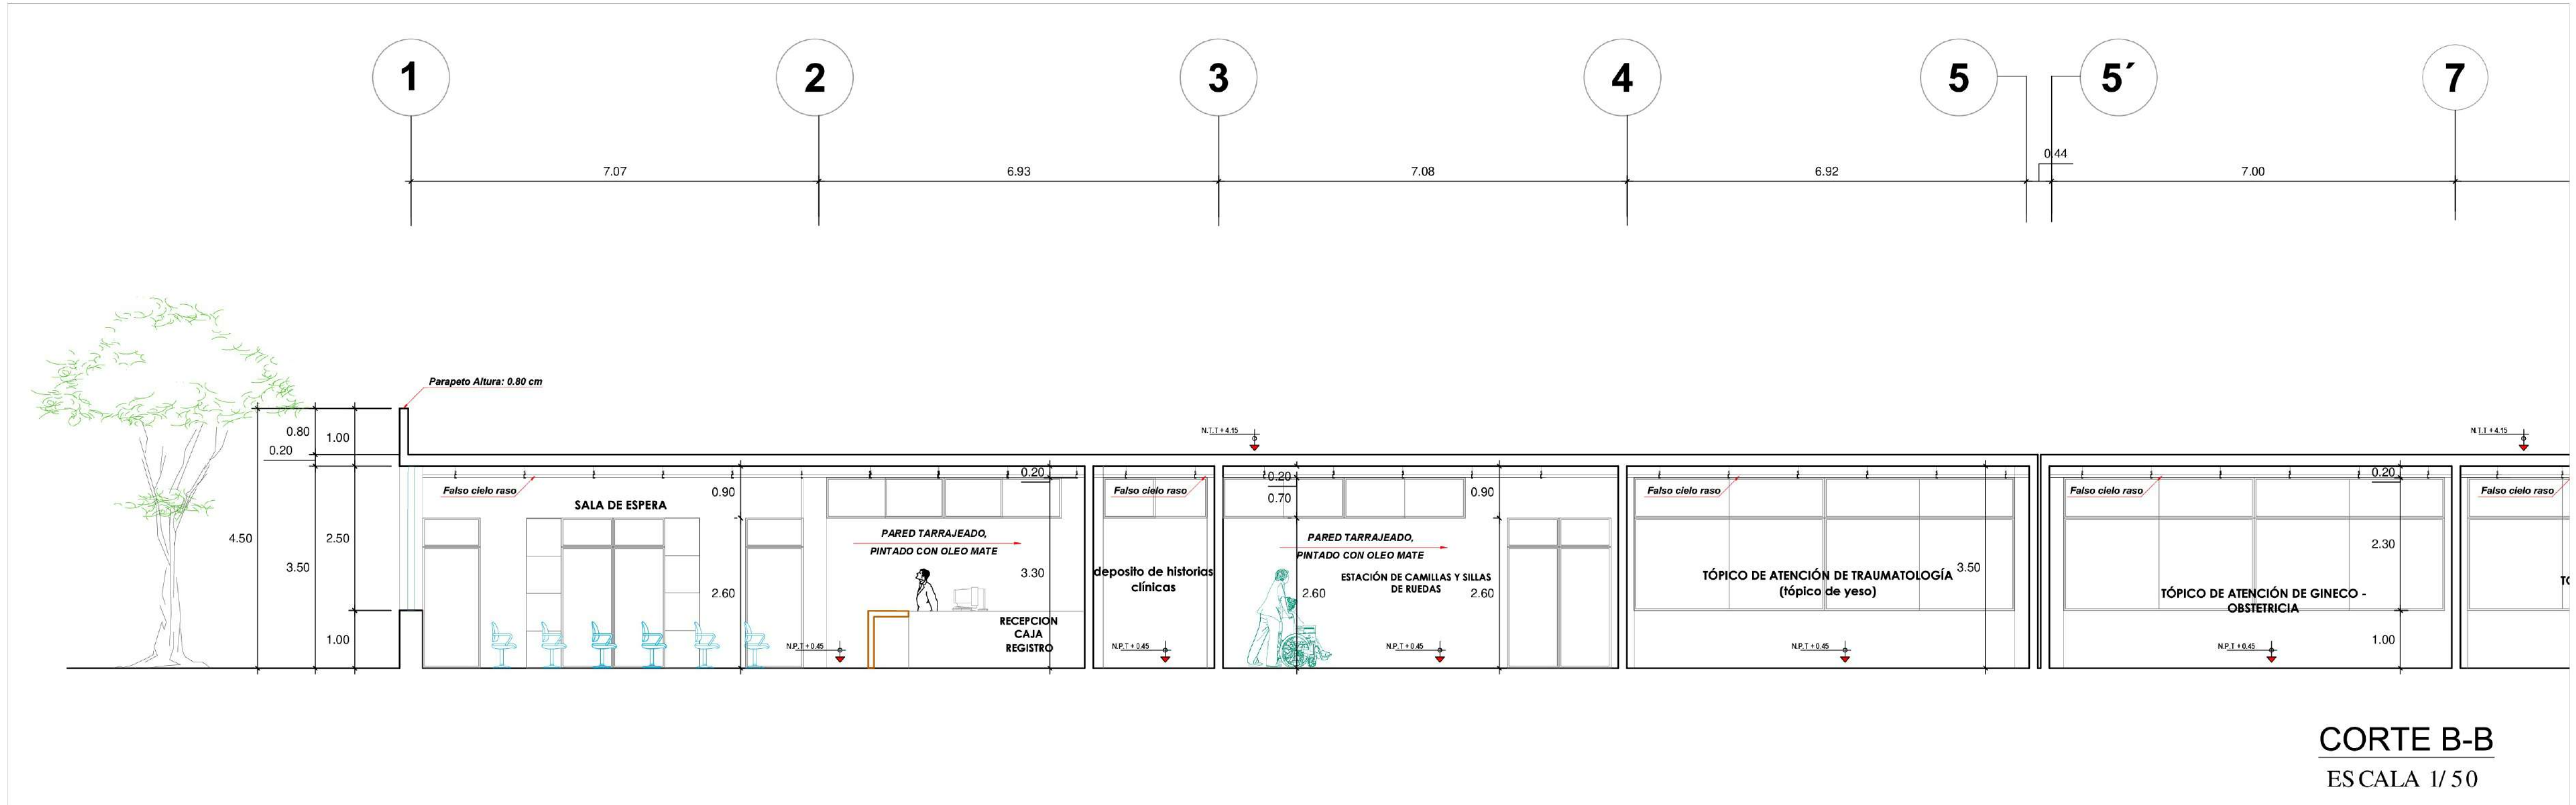 1
2
3
4
5
5´
7
7.07
6.93
7.08
6.92
0.44
7.00
Parapeto Altura: 0.80 cm
0.80
1.00
0.20
4.50
3.50
2.50
1.00
N.T.T + 4.15
N.T.T + 4.15
Falso cielo raso
SALA DE ESPERA
0.90
2.60
0.20
PARED TARRAJEADO,
PINTADO CON OLEO MATE
3.30
RECEPCION
CAJA
REGISTRO
N.P.T + 0.45
Falso cielo raso
deposito de historias
clínicas
N.P.T + 0.45
0.20
0.70
0.90
PARED TARRAJEADO,
PINTADO CON OLEO MATE
ESTACIÓN DE CAMILLAS Y SILLAS
DE RUEDAS
2.60
2.60
N.P.T + 0.45
Falso cielo raso
TÓPICO DE ATENCIÓN DE TRAUMATOLOGÍA
(tópico de yeso)
3.50
N.P.T + 0.45
Falso cielo raso
0.20
2.30
TÓPICO DE ATENCIÓN DE GINECO -
OBSTETRICIA
1.00
N.P.T + 0.45
Falso cielo raso
CORTE B-B
ESCALA 1/50